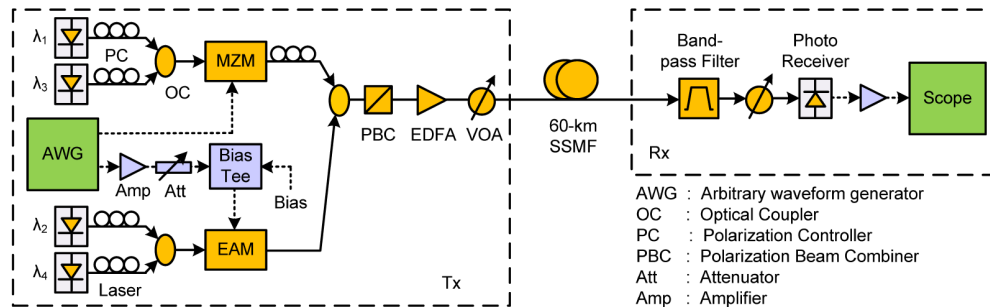 λ1
PC
λ3
OC
MZM
AWG
Amp
Att
Bias
Tee
Bias
λ2
λ4
Laser
EAM
PBC
EDFA
VOA
Tx
60-km
SSMF
Band-
pass Filter
Photo
Receiver
Scope
Rx
AWG : Arbitrary waveform generator
OC : Optical Coupler
PC : Polarization Controller
PBC : Polarization Beam Combiner
Att : Attenuator
Amp : Amplifier